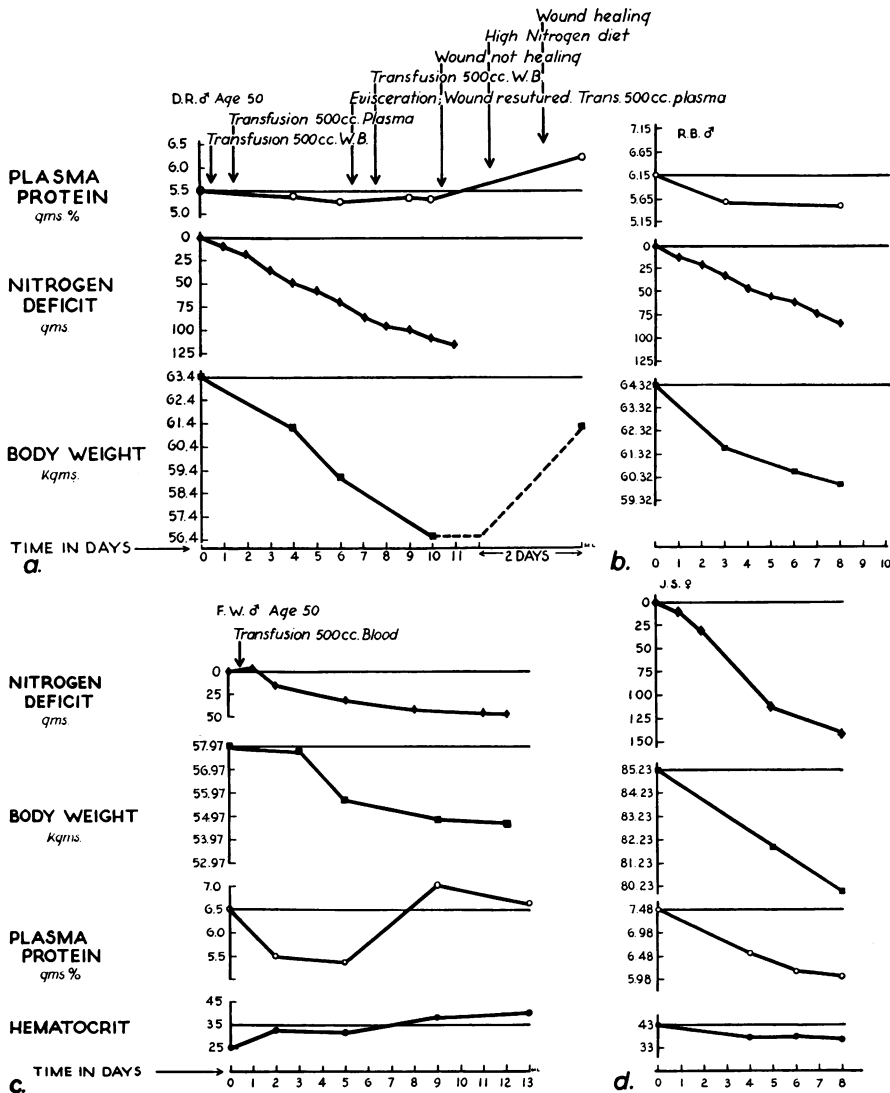 Wound healing
High Nitrogen diet
Wound not healing
Transfusion 500cc. W.B.
Evisceration; Wound resutured. Trans. 500cc. plasma
D.R.♂ Age 50
Transfusion 500cc. Plasma
Transfusion 500cc. W.B.
PLASMA PROTEIN
gms. %
6.5
6.0
5.5
5.0
NITROGEN DEFICIT
gms.
0
25
50
75
100
125
BODY WEIGHT
Kgms.
63.4
62.4
61.4
60.4
59.4
58.4
57.4
56.4
TIME IN DAYS
0 1 2 3 4 5 6 7 8 9 10 11 2 DAYS
a.
R.B.♂
7.15
6.65
6.15
5.65
5.15
0
25
50
75
100
125
64.32
63.32
62.32
61.32
60.32
59.32
0 1 2 3 4 5 6 7 8 9 10
b.
F.W.♂ Age 50
Transfusion 500cc. Blood
NITROGEN DEFICIT
gms.
0
25
50
BODY WEIGHT
Kgms.
57.97
56.97
55.97
54.97
53.97
52.97
PLASMA PROTEIN
gms %
7.0
6.5
6.0
5.5
HEMATOCRIT
45
35
25
c. TIME IN DAYS
0 1 2 3 4 5 6 7 8 9 10 11 12 13
J.S.♀
0
25
50
75
100
125
150
85.23
84.23
83.23
82.23
81.23
80.23
7.48
6.98
6.48
5.98
43
33
d.
0 1 2 3 4 5 6 7 8